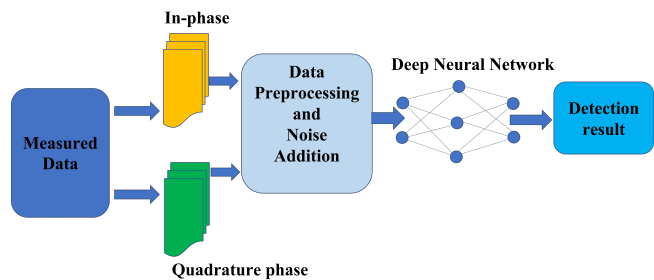 In-phase
Measured
Data
Quadrature phase
Data
Preprocessing
and
Noise
Addition
Deep Neural Network
Detection
result